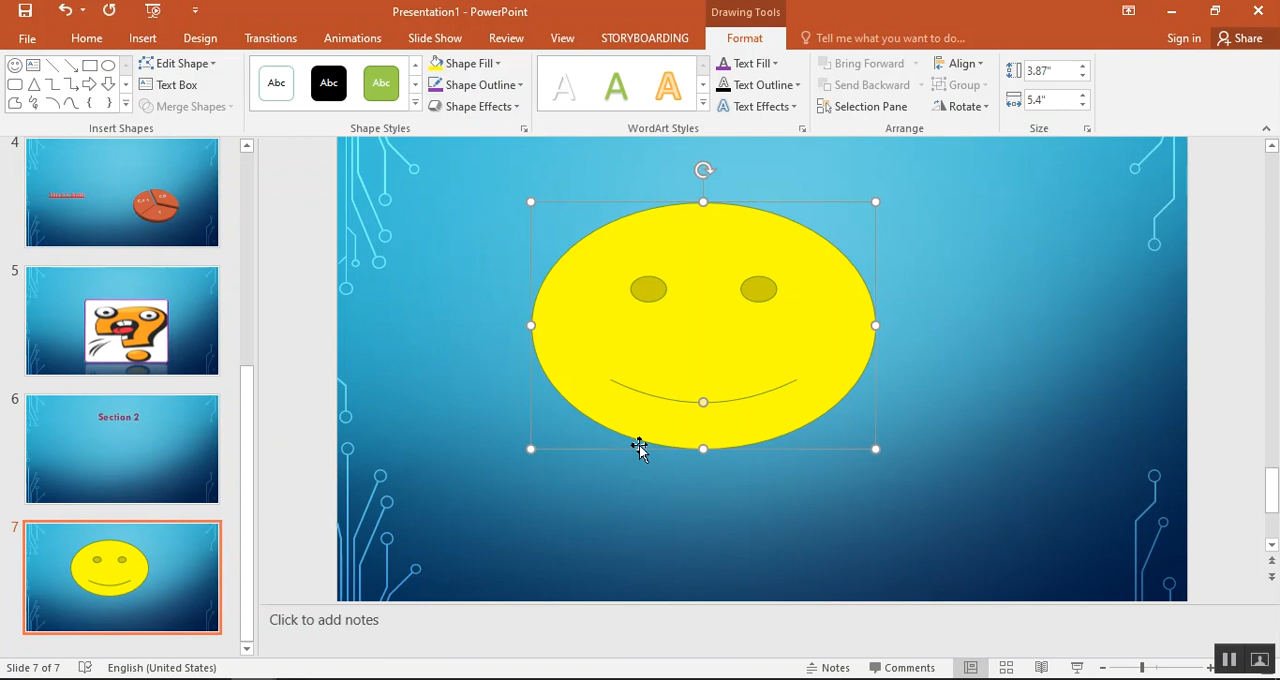 Presentation1 - PowerPoint
Drawing Tools
File Home Insert Design Transitions Animations Slide Show Review View STORYBOARDING Format Tell me what you want to do... Sign in Share
Edit Shape
Text Box
Merge Shapes
Insert Shapes
Abc Abc Abc
Shape Fill
Shape Outline
Shape Effects
Shape Styles
A A A
WordArt Styles
Text Fill
Text Outline
Text Effects
Bring Forward
Send Backward
Selection Pane
Align
Group
Rotate
Arrange
3.87"
5.4"
Size
4
5
6
Section 2
7
Click to add notes
Slide 7 of 7 English (United States) Notes Comments